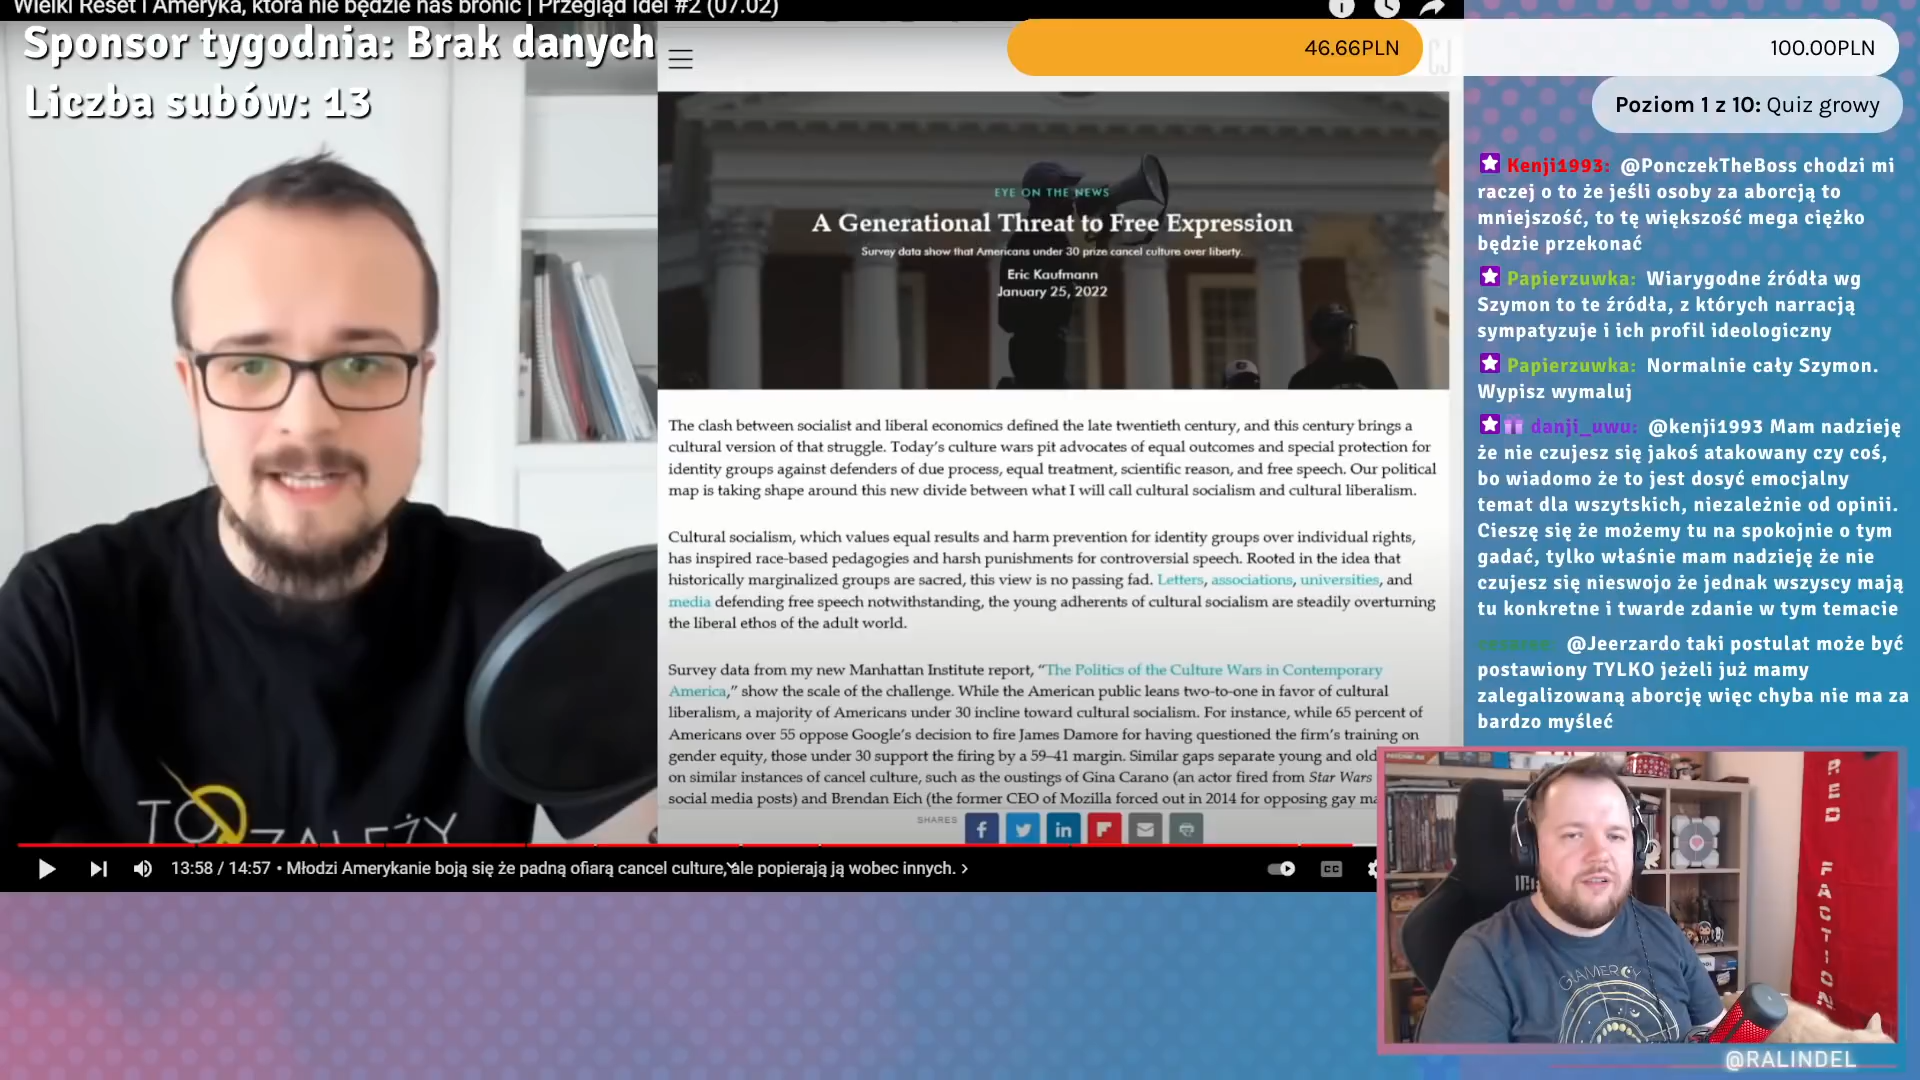 Wielki Reset i Ameryka, która nie będzie nas bronić | Przegląd Idei #2 (07.02)
Sponsor tygodnia: Brak danych
Liczba subów: 13
46.66PLN
100.00PLN
Poziom 1 z 10: Quiz growy
CJ
EYE ON THE NEWS
A Generational Threat to Free Expression
Survey data show that Americans under 30 prize cancel culture over liberty.
Eric Kaufmann
January 25, 2022
The clash between socialist and liberal economics defined the late twentieth century, and this century brings a
cultural version of that struggle. Today’s culture wars pit advocates of equal outcomes and special protection for
identity groups against defenders of due process, equal treatment, scientific reason, and free speech. Our political
map is taking shape around this new divide between what I will call cultural socialism and cultural liberalism.
Cultural socialism, which values equal results and harm prevention for identity groups over individual rights,
has inspired race-based pedagogies and harsh punishments for controversial speech. Rooted in the idea that
historically marginalized groups are sacred, this view is no passing fad. Letters, associations, universities, and
media defending free speech notwithstanding, the young adherents of cultural socialism are steadily overturning
the liberal ethos of the adult world.
Survey data from my new Manhattan Institute report, “The Politics of the Culture Wars in Contemporary
America,” show the scale of the challenge. While the American public leans two-to-one in favor of cultural
liberalism, a majority of Americans under 30 incline toward cultural socialism. For instance, while 65 percent of
Americans over 55 oppose Google’s decision to fire James Damore for having questioned the firm’s training on
gender equity, those under 30 support the firing by a 59–41 margin. Similar gaps separate young and old
on similar instances of cancel culture, such as the oustings of Gina Carano (an actor fired from Star Wars
social media posts) and Brendan Eich (the former CEO of Mozilla forced out in 2014 for opposing gay ma
SHARES
TO ZALEŻY
13:58 / 14:57 • Młodzi Amerykanie boją się że padną ofiarą cancel culture, ale popierają ją wobec innych. ›
CC
Kenji1993: @PonczekTheBoss chodzi mi
raczej o to że jeśli osoby za aborcją to
mniejszość, to tę większość mega ciężko
będzie przekonać
Papierzuwka: Wiarygodne źródła wg
Szymon to te źródła, z których narracją
sympatyzuje i ich profil ideologiczny
Papierzuwka: Normalnie cały Szymon.
Wypisz wymaluj
danji_uwu: @kenji1993 Mam nadzieję
że nie czujesz się jakoś atakowany czy coś,
bo wiadomo że to jest dosyć emocjalny
temat dla wszytskich, niezależnie od opinii.
Cieszę się że możemy tu na spokojnie o tym
gadać, tylko właśnie mam nadzieję że nie
czujesz się nieswojo że jednak wszyscy mają
tu konkretne i twarde zdanie w tym temacie
@Jeerzardo taki postulat może być
postawiony TYLKO jeżeli już mamy
zalegalizowaną aborcję więc chyba nie ma za
bardzo myśleć
RED FACTION
GLAMERCY
@RALINDEL